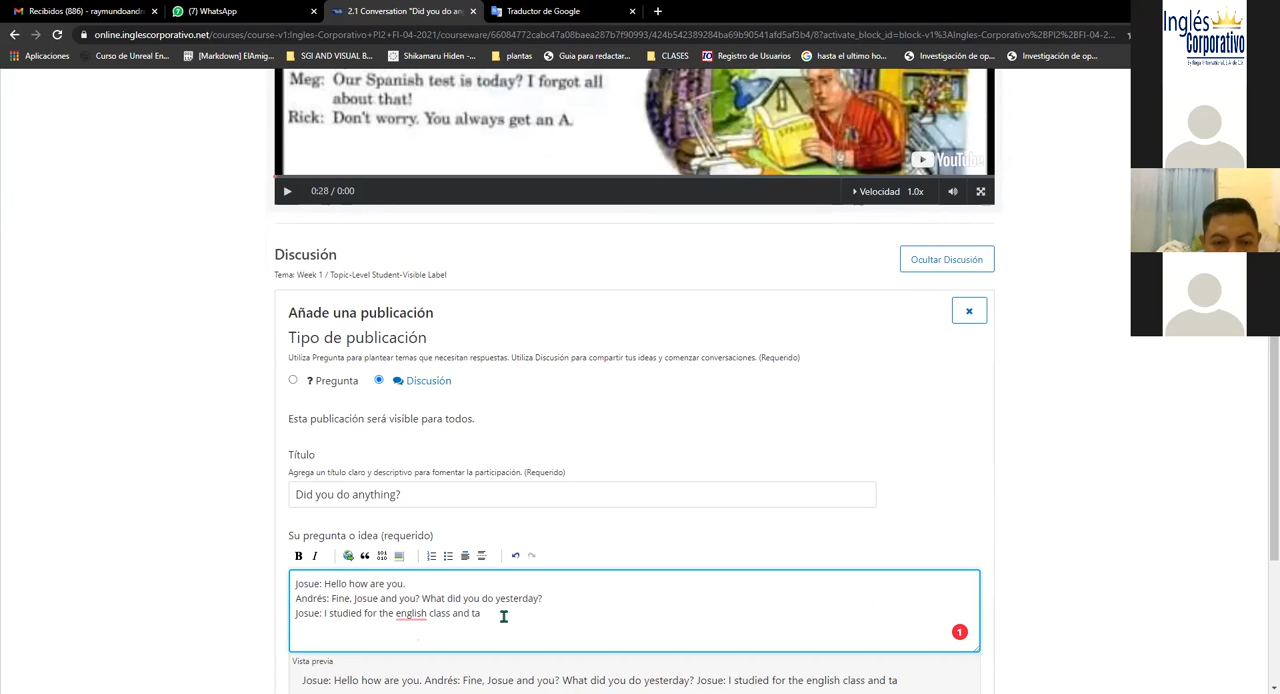 Recibidos (86) - raymundoandre
(7) WhatsApp
2.1 Conversation "Did you do any
Traductor de Google
online.inglescorporativo.net/courses/course-v1:Ingles-Corporativo+PI2+FI-04-2021/courseware/66084772cabc47a08baea287b7f90993/424b542389284ba69b90541afd5af3b4/8?activate_block_id=block-v1%3AIngles-Corporativo%2BPI2%2BFI-04-2...
Aplicaciones
Curso de Unreal En...
[Markdown] ElAmig...
SGI AND VISUAL B...
Shikamaru Hiden -...
plantas
Guia para redactar...
CLASES
Registro de Usuarios
hasta el ultimo ho...
Investigación de op...
Investigación de op...
Inglés
Corporativo
Meg: Our Spanish test is today? I forgot all
about that!
Rick: Don't worry. You always get an A.
SPANISH
YouTube
0:28 / 0:00
Velocidad 1.0x
Discusión
Ocultar Discusión
Tema: Week 1 / Topic-Level Student-Visible Label
Añade una publicación
Tipo de publicación
Utiliza Pregunta para plantear temas que necesitan respuestas. Utiliza Discusión para compartir tus ideas y comenzar conversaciones. (Requerido)
? Pregunta
Discusión
Esta publicación será visible para todos.
Título
Agrega un título claro y descriptivo para fomentar la participación. (Requerido)
Did you do anything?
Su pregunta o idea (requerido)
B I
Josue: Hello how are you.
Andrés: Fine, Josue and you? What did you do yesterday?
Josue: I studied for the english class and ta
1
Vista previa
Josue: Hello how are you. Andrés: Fine, Josue and you? What did you do yesterday? Josue: I studied for the english class and ta